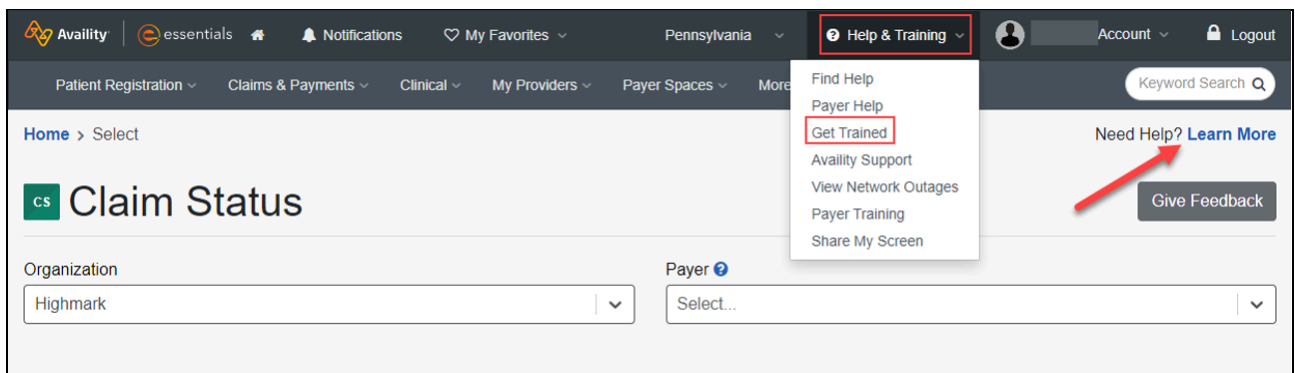 Availity essentials Notifications My Favorites Pennsylvania Help & Training Account Logout
Patient Registration Claims & Payments Clinical My Providers Payer Spaces More Keyword Search
Find Help
Payer Help
Get Trained
Availity Support
View Network Outages
Payer Training
Share My Screen
Home > Select Need Help? Learn More
CS Claim Status Give Feedback
Organization Payer
Highmark Select...